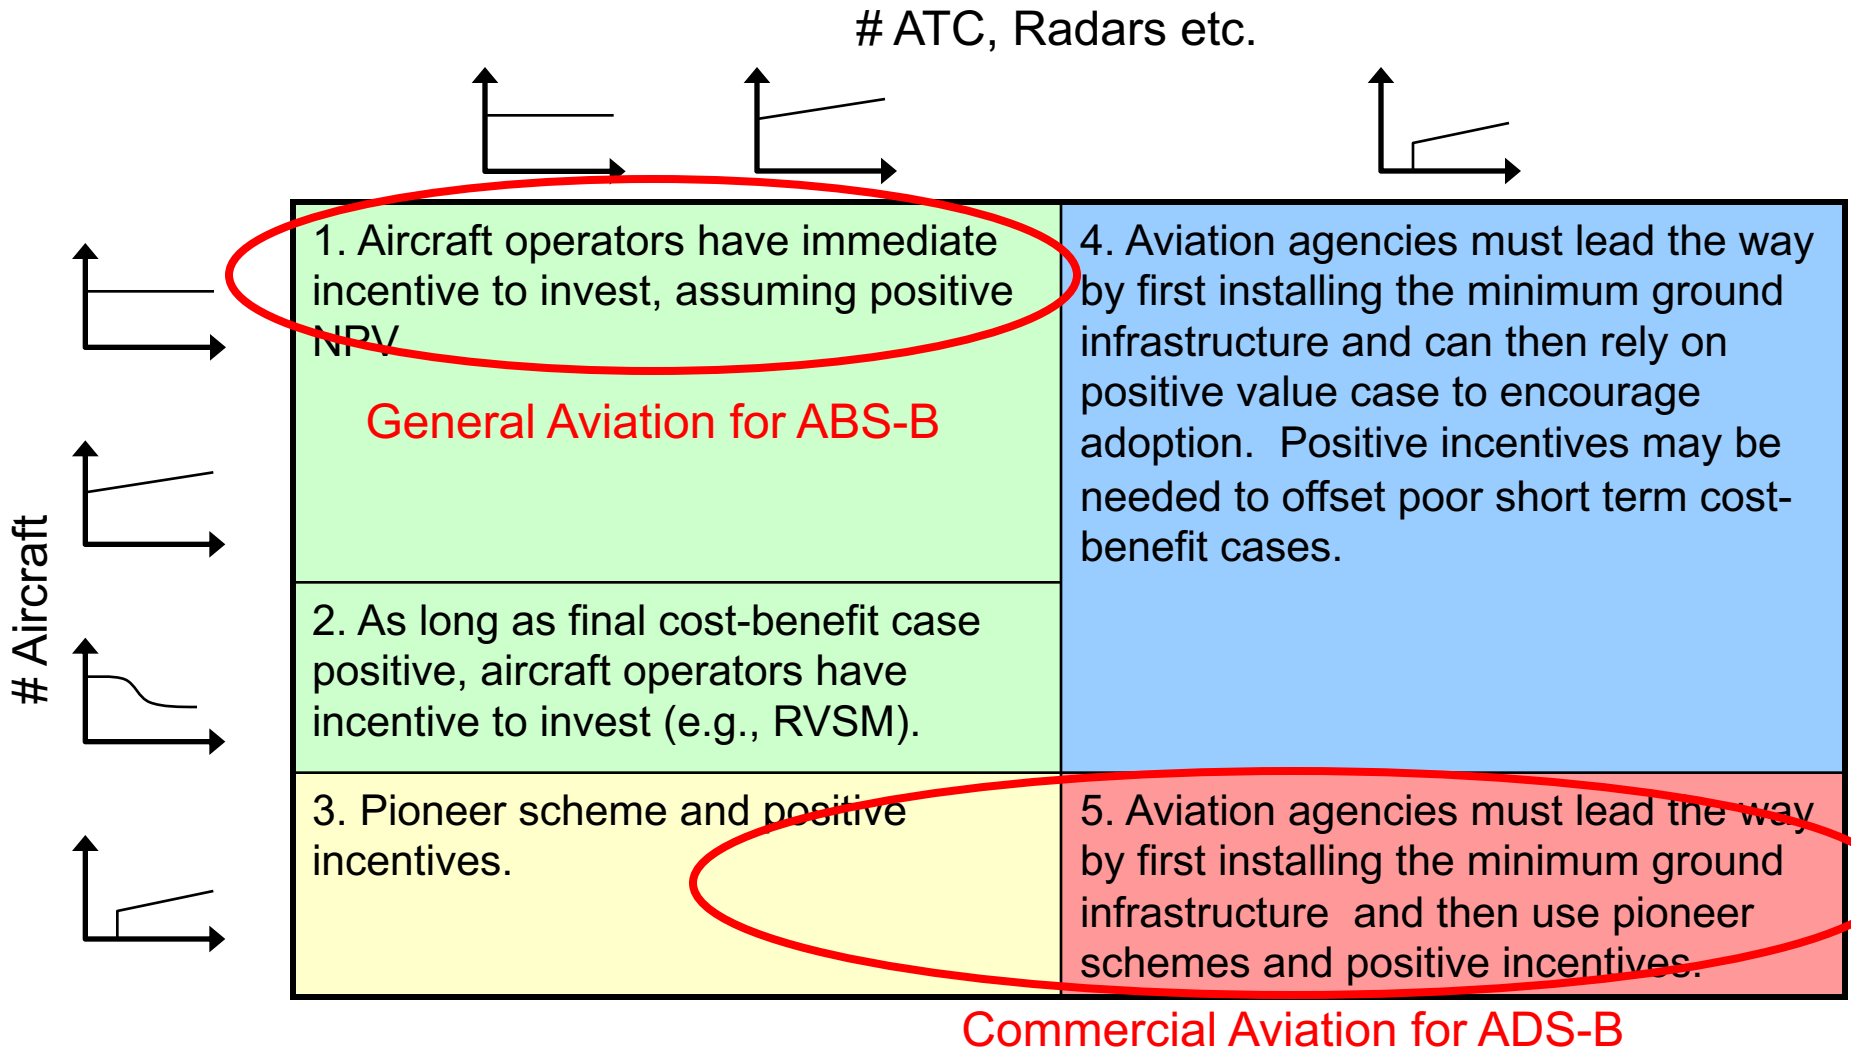 # ATC, Radars etc.
# Aircraft
1. Aircraft operators have immediate
incentive to invest, assuming positive
NPV
General Aviation for ABS-B
2. As long as final cost-benefit case
positive, aircraft operators have
incentive to invest (e.g., RVSM).
3. Pioneer scheme and positive
incentives.
4. Aviation agencies must lead the way
by first installing the minimum ground
infrastructure and can then rely on
positive value case to encourage
adoption.  Positive incentives may be
needed to offset poor short term cost-
benefit cases.
5. Aviation agencies must lead the way
by first installing the minimum ground
infrastructure  and then use pioneer
schemes and positive incentives.
Commercial Aviation for ADS-B